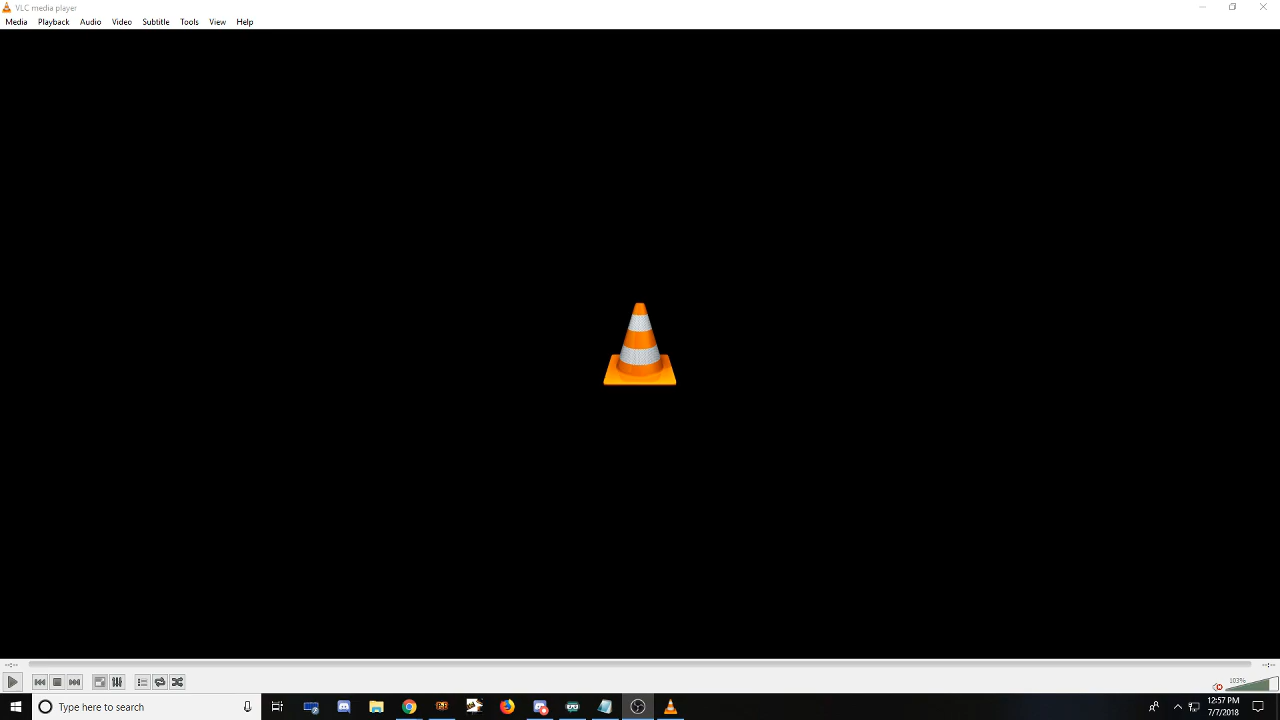 VLC media player
Media Playback Audio Video Subtitle Tools View Help
--:-- --:--
103%
Type here to search
12:57 PM
7/7/2018